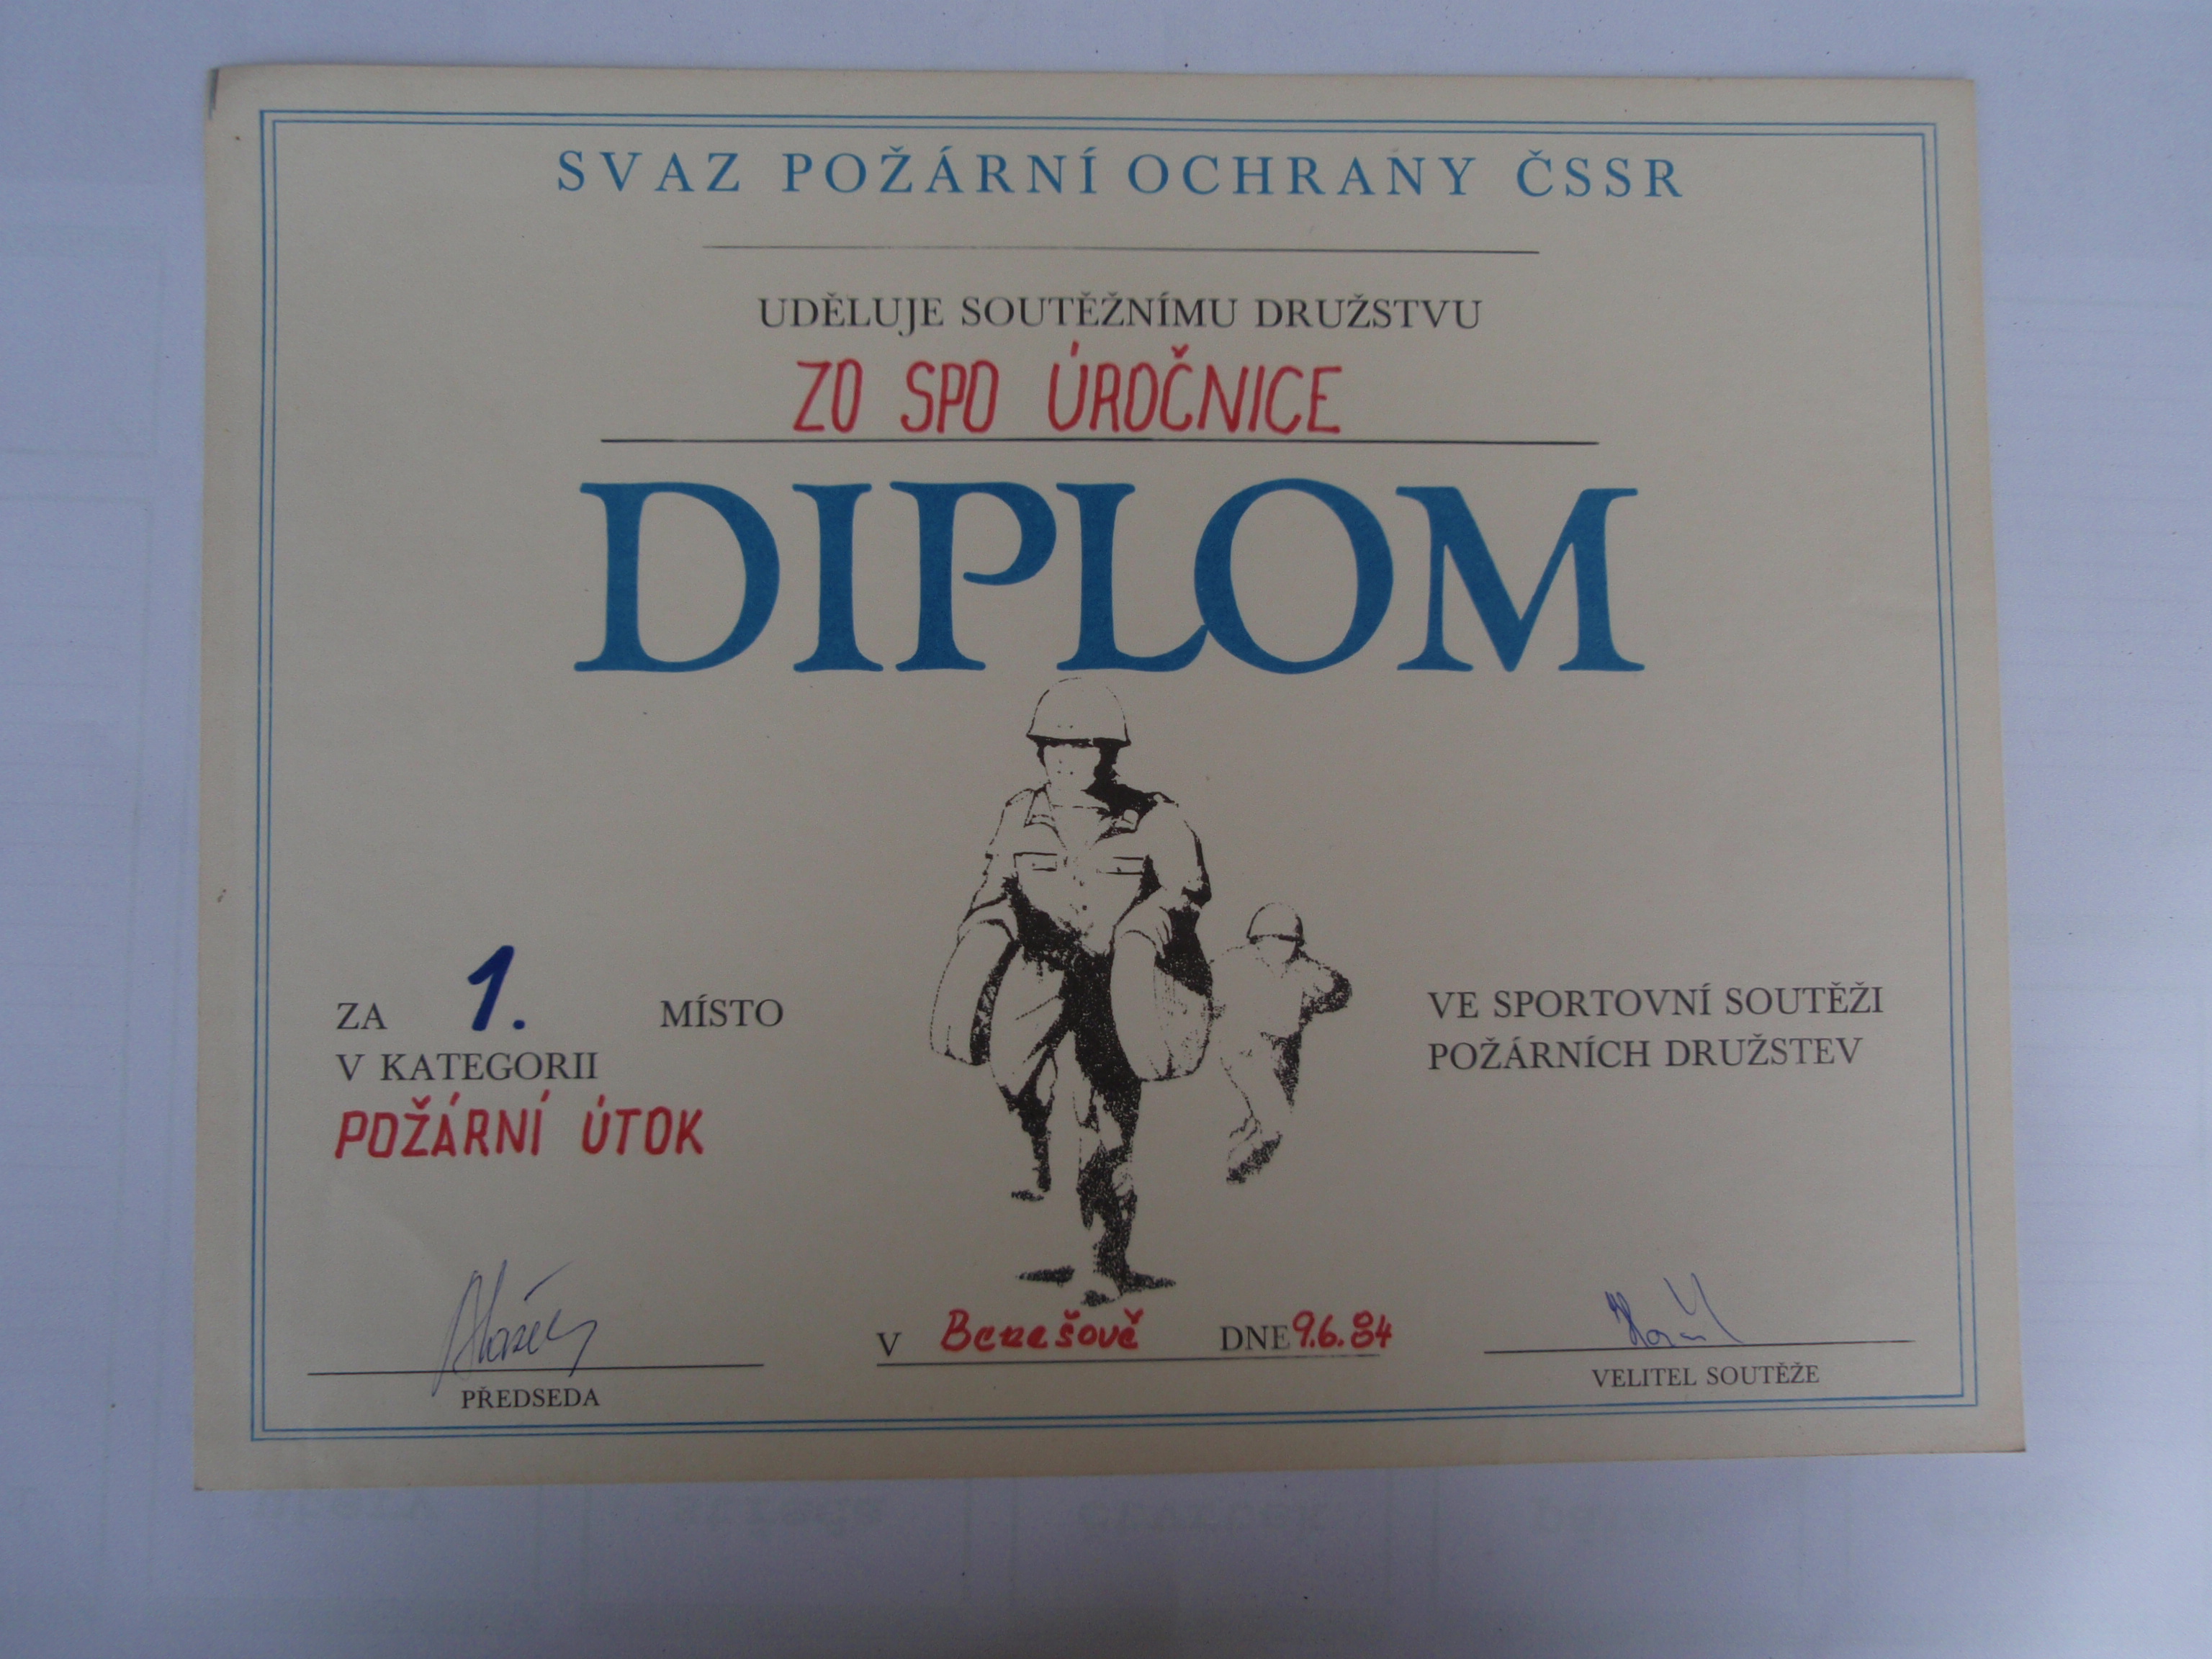 SVAZ POŽÁRNÍ OCHRANY ČSSR
UDĚLUJE SOUTĚŽNÍMU DRUŽSTVU
ZO SPO ÚROČNICE
DIPLOM
ZA 1. MÍSTO
V KATEGORII
POŽÁRNÍ ÚTOK
VE SPORTOVNÍ SOUTĚŽI
POŽÁRNÍCH DRUŽSTEV
V Benešově DNE 9.6.84
PŘEDSEDA
VELITEL SOUTĚŽE